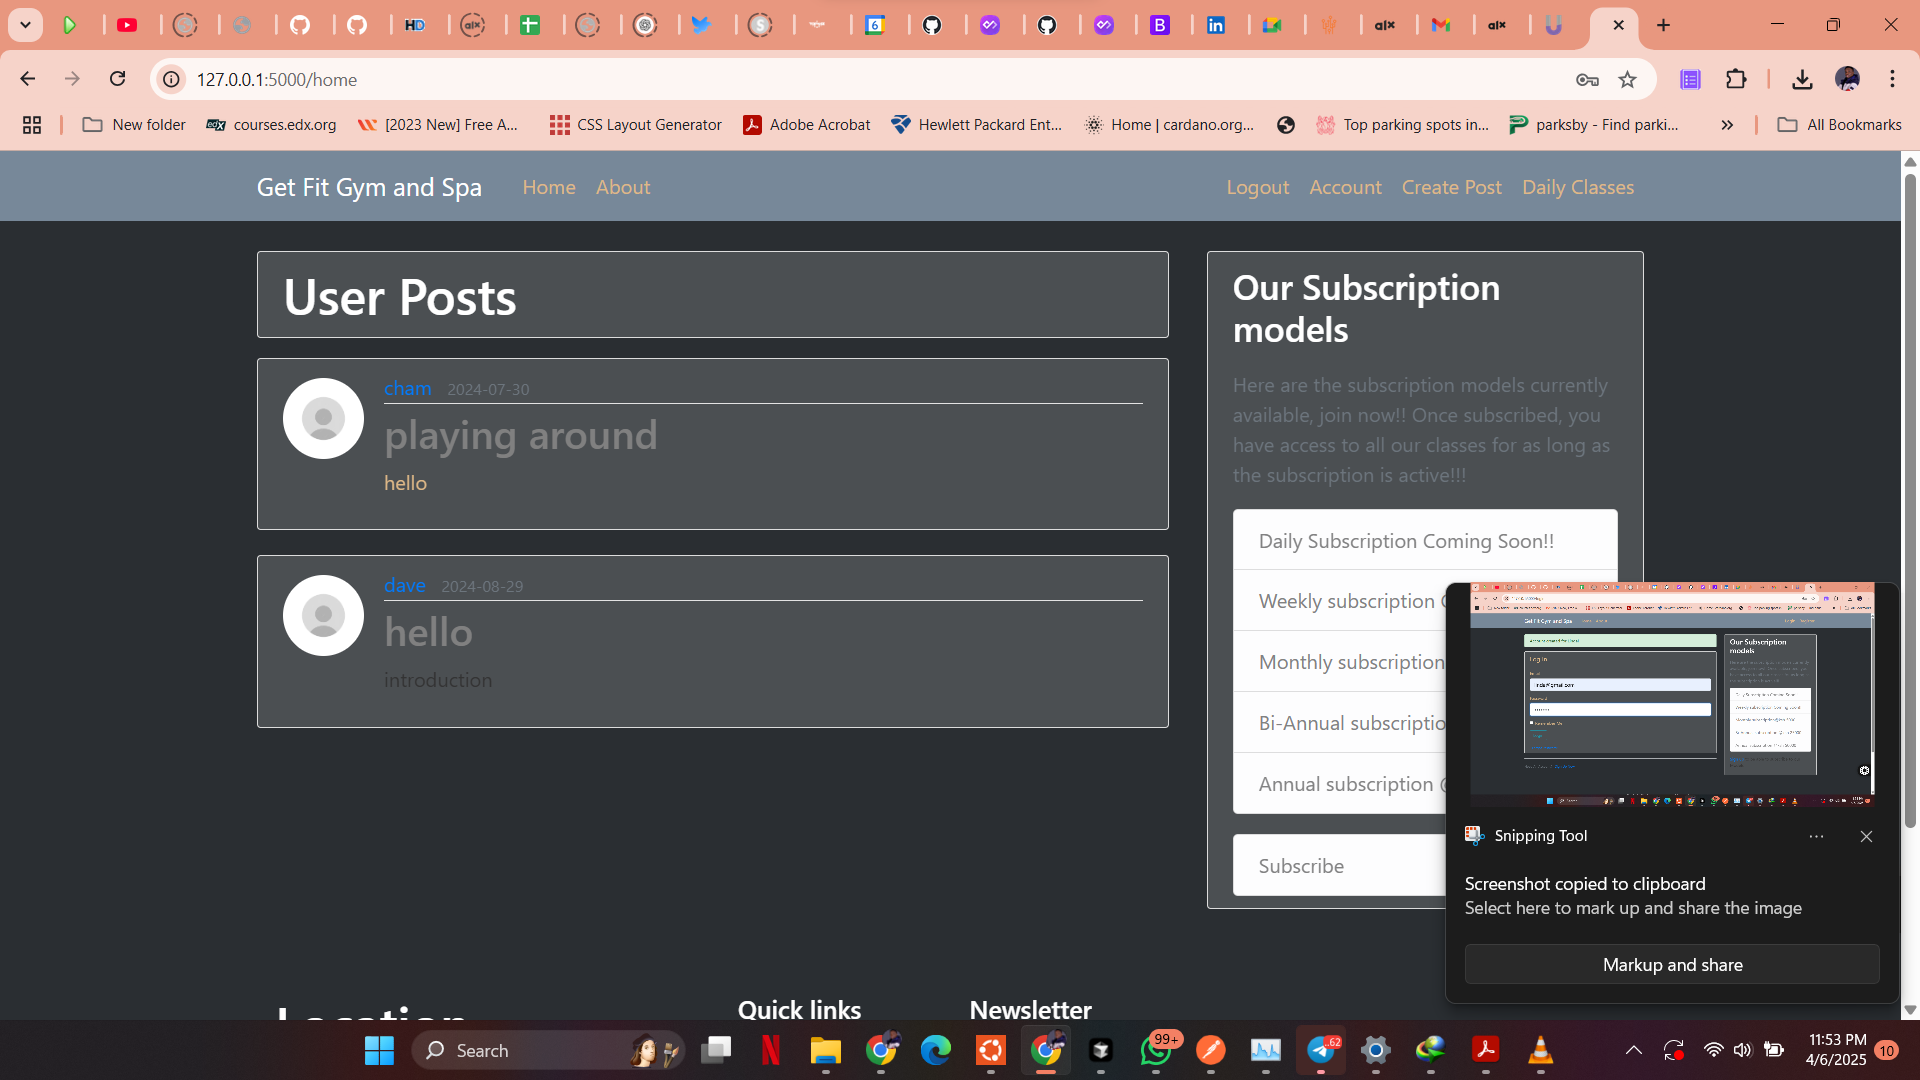 127.0.0.1:5000/home
New folder
courses.edx.org
[2023 New] Free A...
CSS Layout Generator
Adobe Acrobat
Hewlett Packard Ent...
Home | cardano.org...
Top parking spots in...
parksby - Find parki...
All Bookmarks
Get Fit Gym and Spa
Home
About
Logout
Account
Create Post
Daily Classes
User Posts
cham 2024-07-30
playing around
hello
dave 2024-08-29
hello
introduction
Our Subscription
models
Here are the subscription models currently
available, join now!! Once subscribed, you
have access to all our classes for as long as
the subscription is active!!!
Daily Subscription Coming Soon!!
Weekly subscription
Monthly subscription
Bi-Annual subscriptio
Annual subscription
Subscribe
Snipping Tool
Screenshot copied to clipboard
Select here to mark up and share the image
Markup and share
Location
Quick links
Newsletter
Search
99+
62
11:53 PM
4/6/2025
10